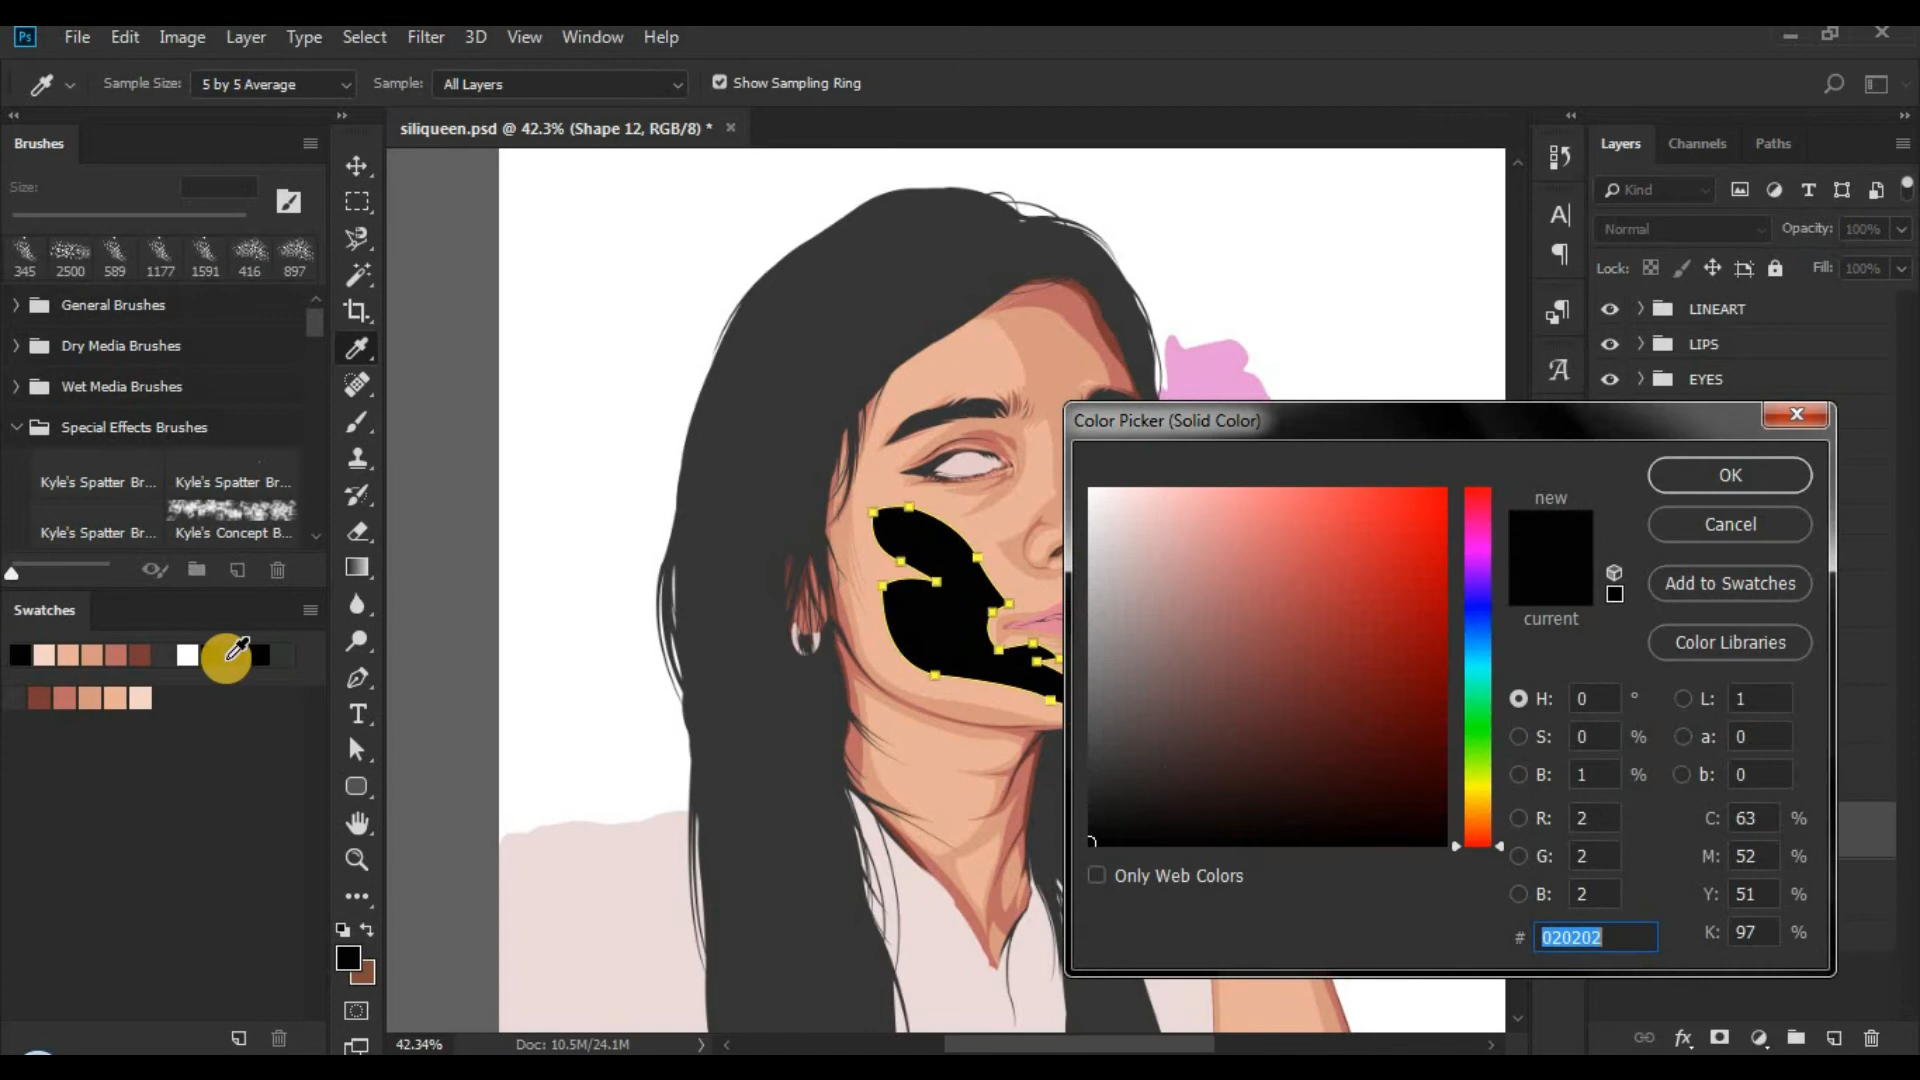 Ps File Edit Image Layer Type Select Filter 3D View Window Help
Sample Size: 5 by 5 Average Sample: All Layers Show Sampling Ring
siliqueen.psd @ 42.3% (Shape 12, RGB/8) *
Brushes
Size:
345 2500 589 1177 1591 416 897
General Brushes
Dry Media Brushes
Wet Media Brushes
Special Effects Brushes
Kyle's Spatter Br... Kyle's Spatter Br...
Kyle's Spatter Br... Kyle's Concept B...
Swatches
Layers Channels Paths
Kind
Normal Opacity: 100%
Lock: Fill: 100%
LINEART
LIPS
EYES
Color Picker (Solid Color)
new
current
OK
Cancel
Add to Swatches
Color Libraries
H: 0 ° L: 1
S: 0 % a: 0
B: 1 % b: 0
R: 2 C: 63 %
G: 2 M: 52 %
B: 2 Y: 51 %
# 020202 K: 97 %
Only Web Colors
42.34% Doc: 10.5M/24.1M